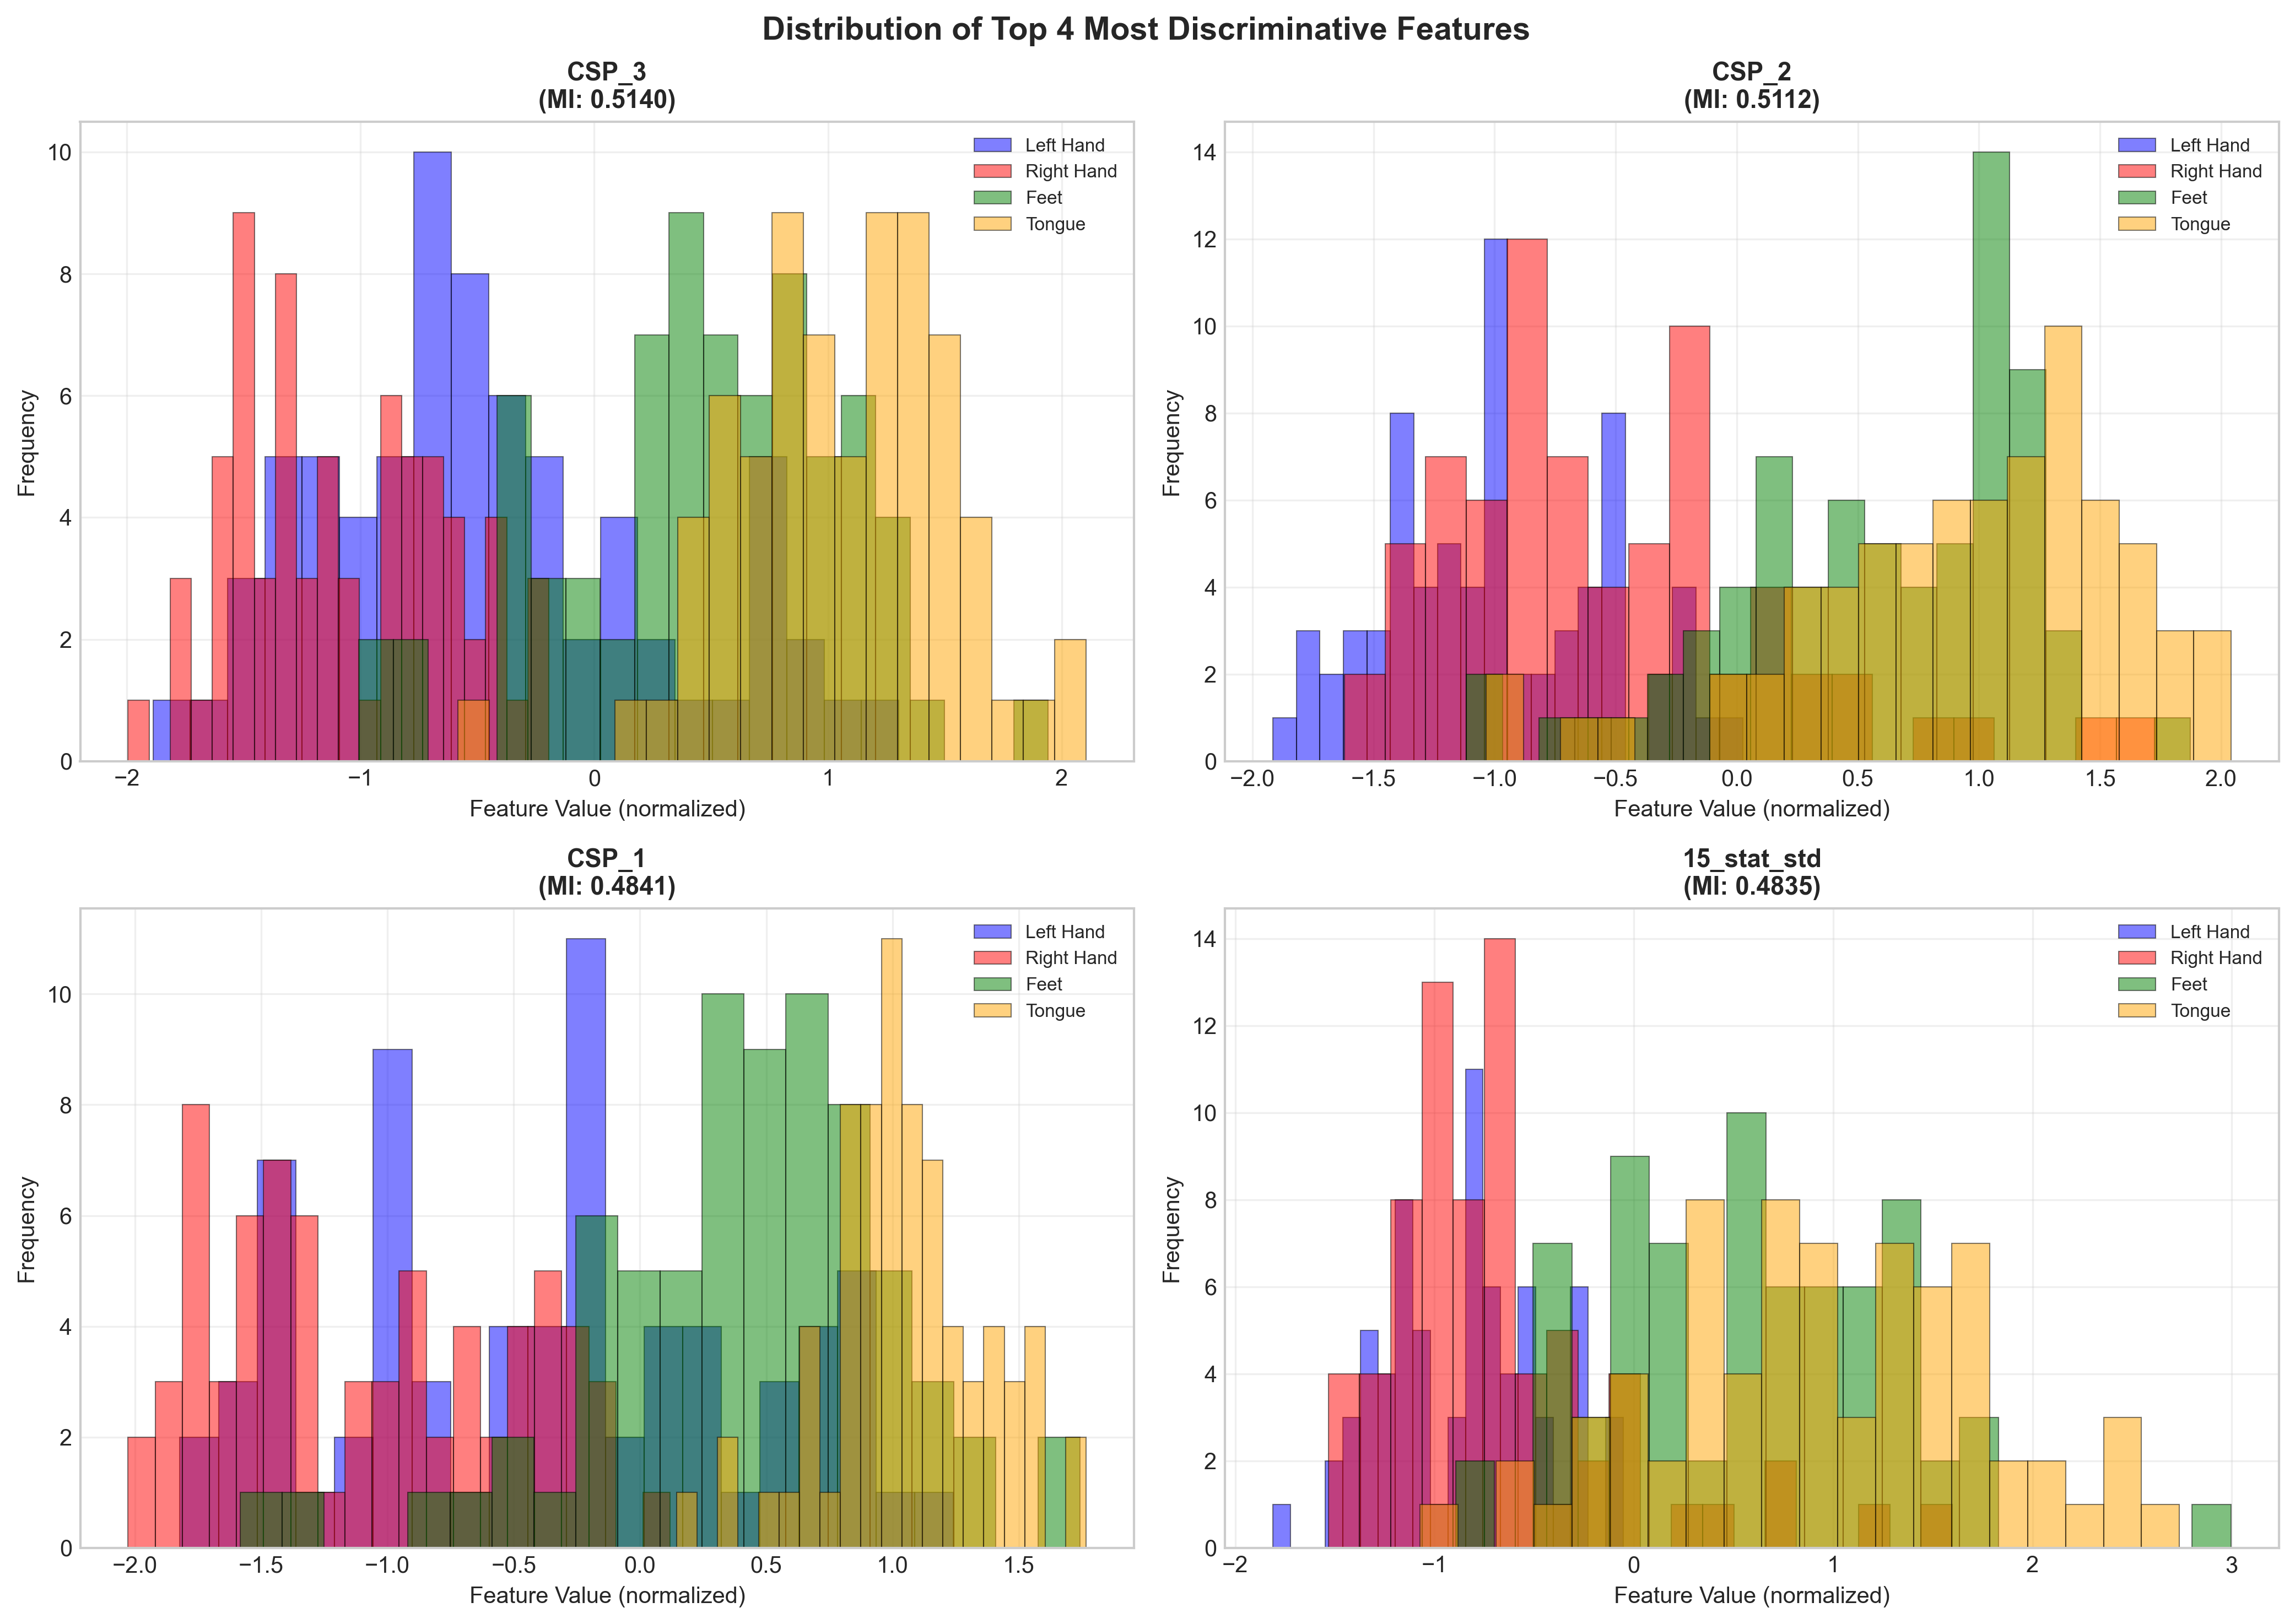 Distribution of Top 4 Most Discriminative Features
CSP_3
(MI: 0.5140)
Frequency
10
8
6
4
2
0
−2
−1
0
1
2
Feature Value (normalized)
Left Hand
Right Hand
Feet
Tongue
CSP_2
(MI: 0.5112)
Frequency
14
12
10
8
6
4
2
0
−2.0
−1.5
−1.0
−0.5
0.0
0.5
1.0
1.5
2.0
Feature Value (normalized)
Left Hand
Right Hand
Feet
Tongue
CSP_1
(MI: 0.4841)
Frequency
10
8
6
4
2
0
−2.0
−1.5
−1.0
−0.5
0.0
0.5
1.0
1.5
Feature Value (normalized)
Left Hand
Right Hand
Feet
Tongue
15_stat_std
(MI: 0.4835)
Frequency
14
12
10
8
6
4
2
0
−2
−1
0
1
2
3
Feature Value (normalized)
Left Hand
Right Hand
Feet
Tongue